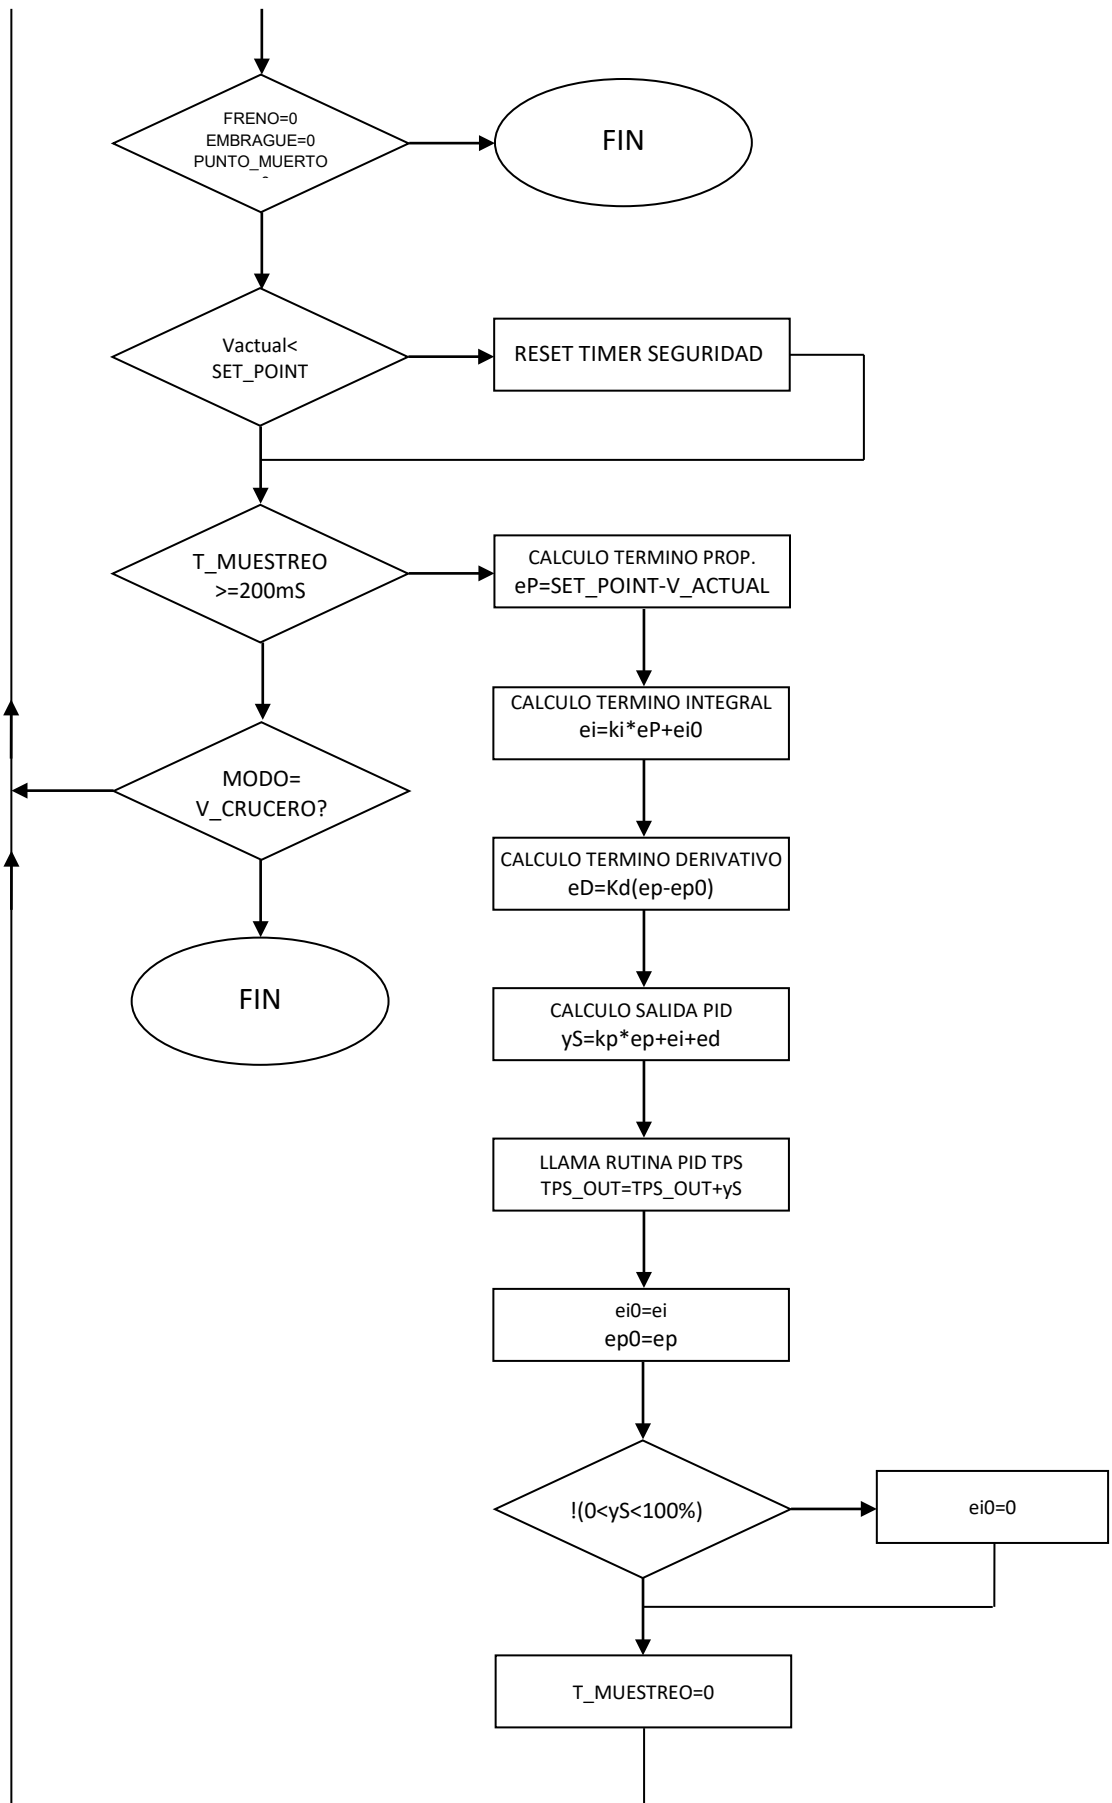 FRENO=0
EMBRAGUE=0
PUNTO_MUERTO
FIN
Vactual<
SET_POINT
RESET TIMER SEGURIDAD
T_MUESTREO
>=200mS
CALCULO TERMINO PROP.
eP=SET_POINT-V_ACTUAL
CALCULO TERMINO INTEGRAL
ei=ki*eP+ei0
MODO=
V_CRUCERO?
CALCULO TERMINO DERIVATIVO
eD=Kd(ep-ep0)
FIN
CALCULO SALIDA PID
yS=kp*ep+ei+ed
LLAMA RUTINA PID TPS
TPS_OUT=TPS_OUT+yS
ei0=ei
ep0=ep
!(0<yS<100%)
ei0=0
T_MUESTREO=0